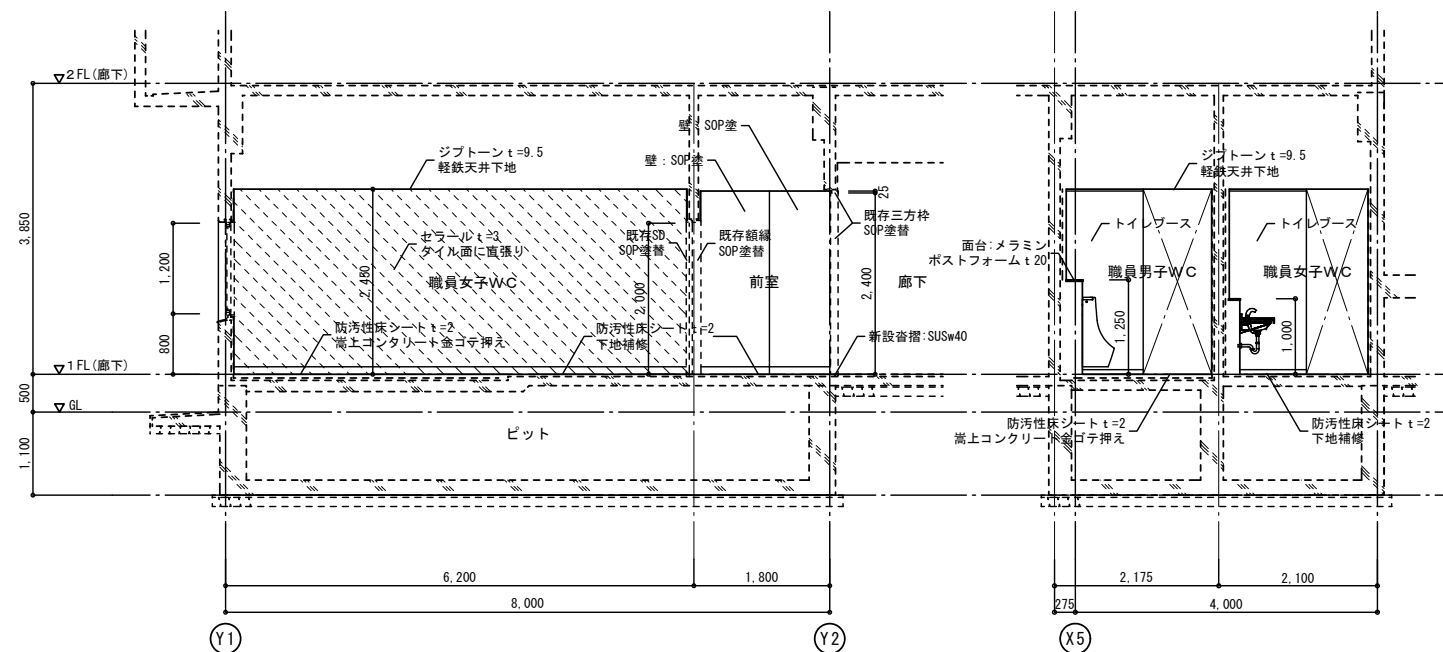 2FL(廊下)
壁：SOP塗
ジプトーンt=9.5
軽鉄天井下地
壁：SOP塗
ジプトーンt=9.5
軽鉄天井下地
25
3,850
1,200
セラールt=3
タイル面に直張り
2,480
職員女子WC
既存SD
SOP塗替
既存額縁
SOP塗替
2,000
前室
既存三方枠
SOP塗替
2,400
廊下
面台:メラミン
ポストフォームt20
トイレブース
職員男子WC
1,250
トイレブース
職員女子WC
1,000
800
防汚性床シートt=2
嵩上コンクリート金ゴテ押え
防汚性床シートt=2
下地補修
新設沓摺:SUSw40
1FL(廊下)
500
GL
1,100
ピット
防汚性床シートt=2
嵩上コンクリート金ゴテ押え
防汚性床シートt=2
下地補修
6,200
1,800
8,000
2,175
2,100
275
4,000
Y1
Y2
X5